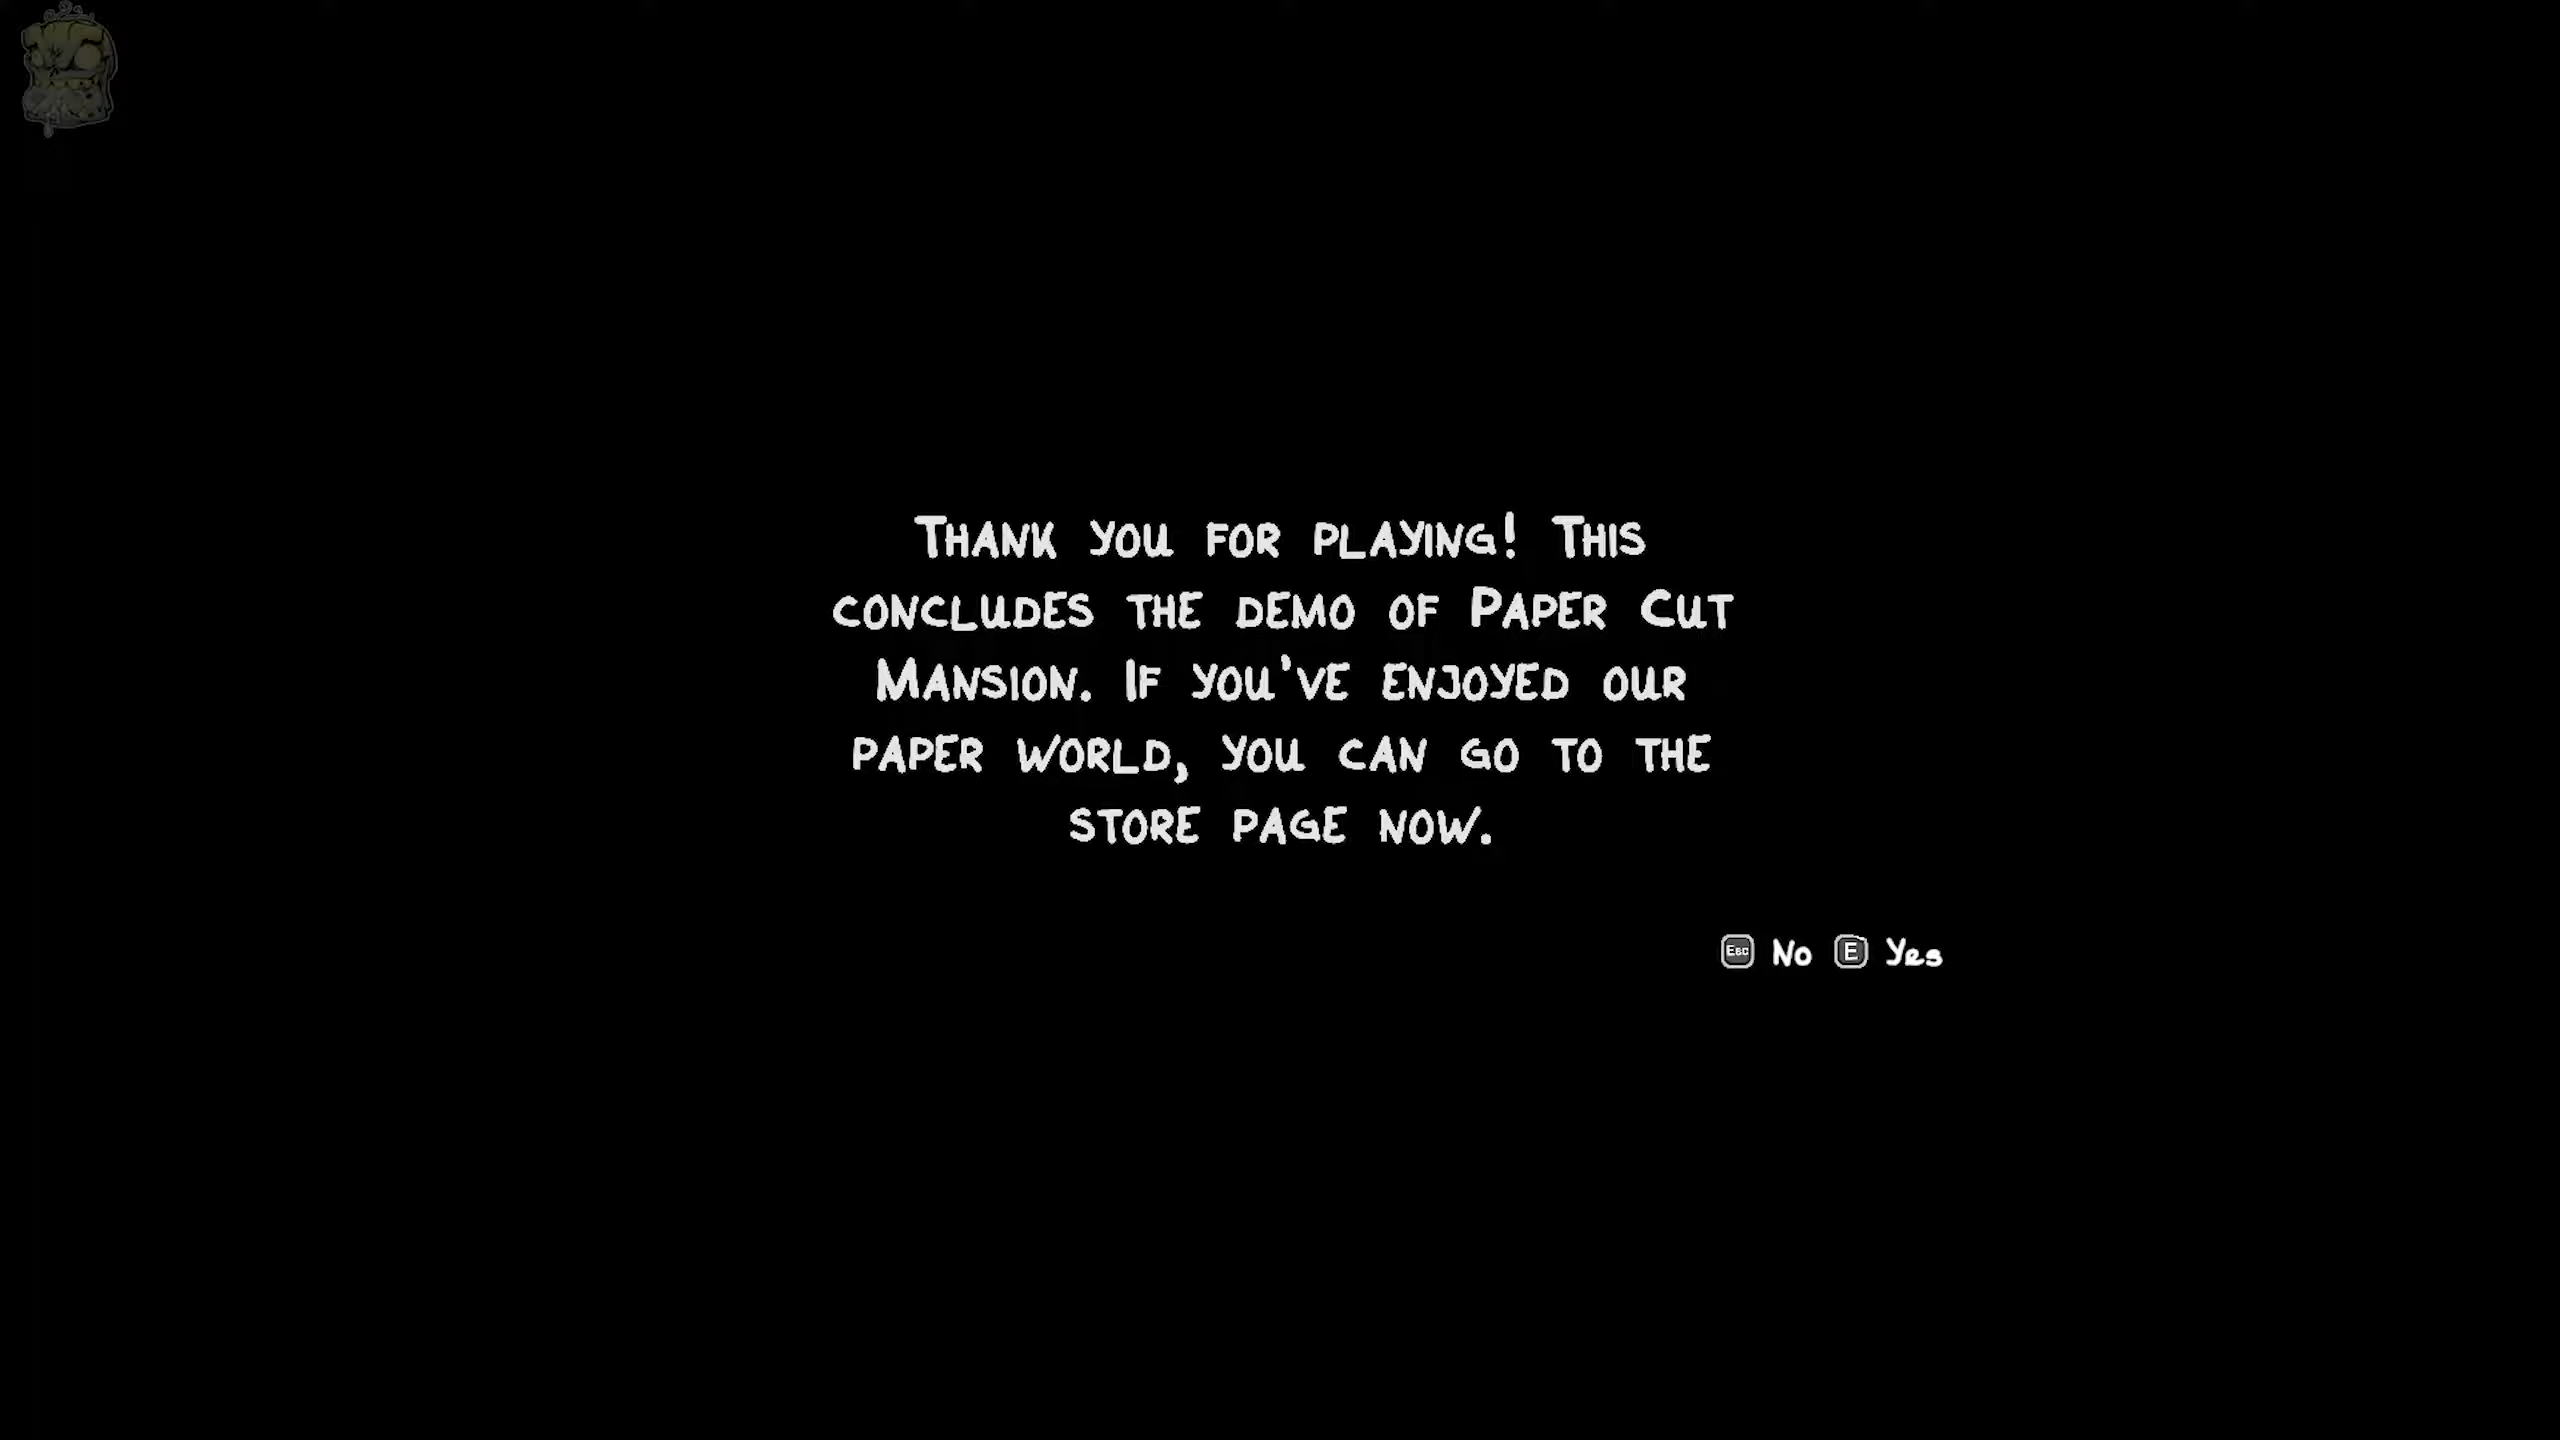 Thank you for playing! This
concludes the demo of Paper Cut
Mansion. If you've enjoyed our
paper world, you can go to the
store page now.
Esc No E Yes